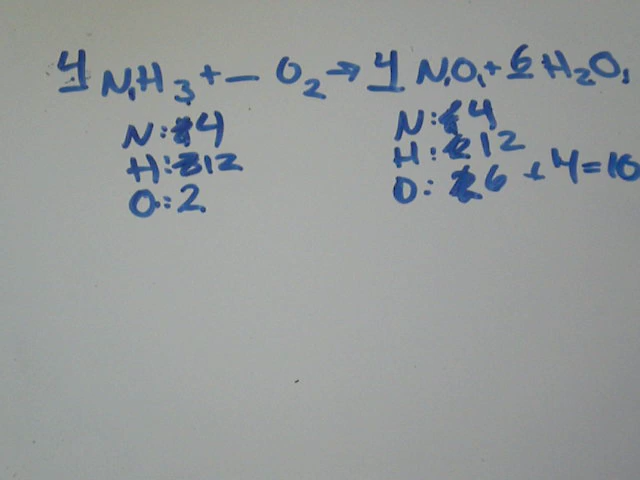 4 N₁H₃ + _ O₂ → 4 N₁O₁ + 6 H₂O₁
N: 4 N: 4
H: 12 H: 12
O: 2 O: 6 + 4 = 10